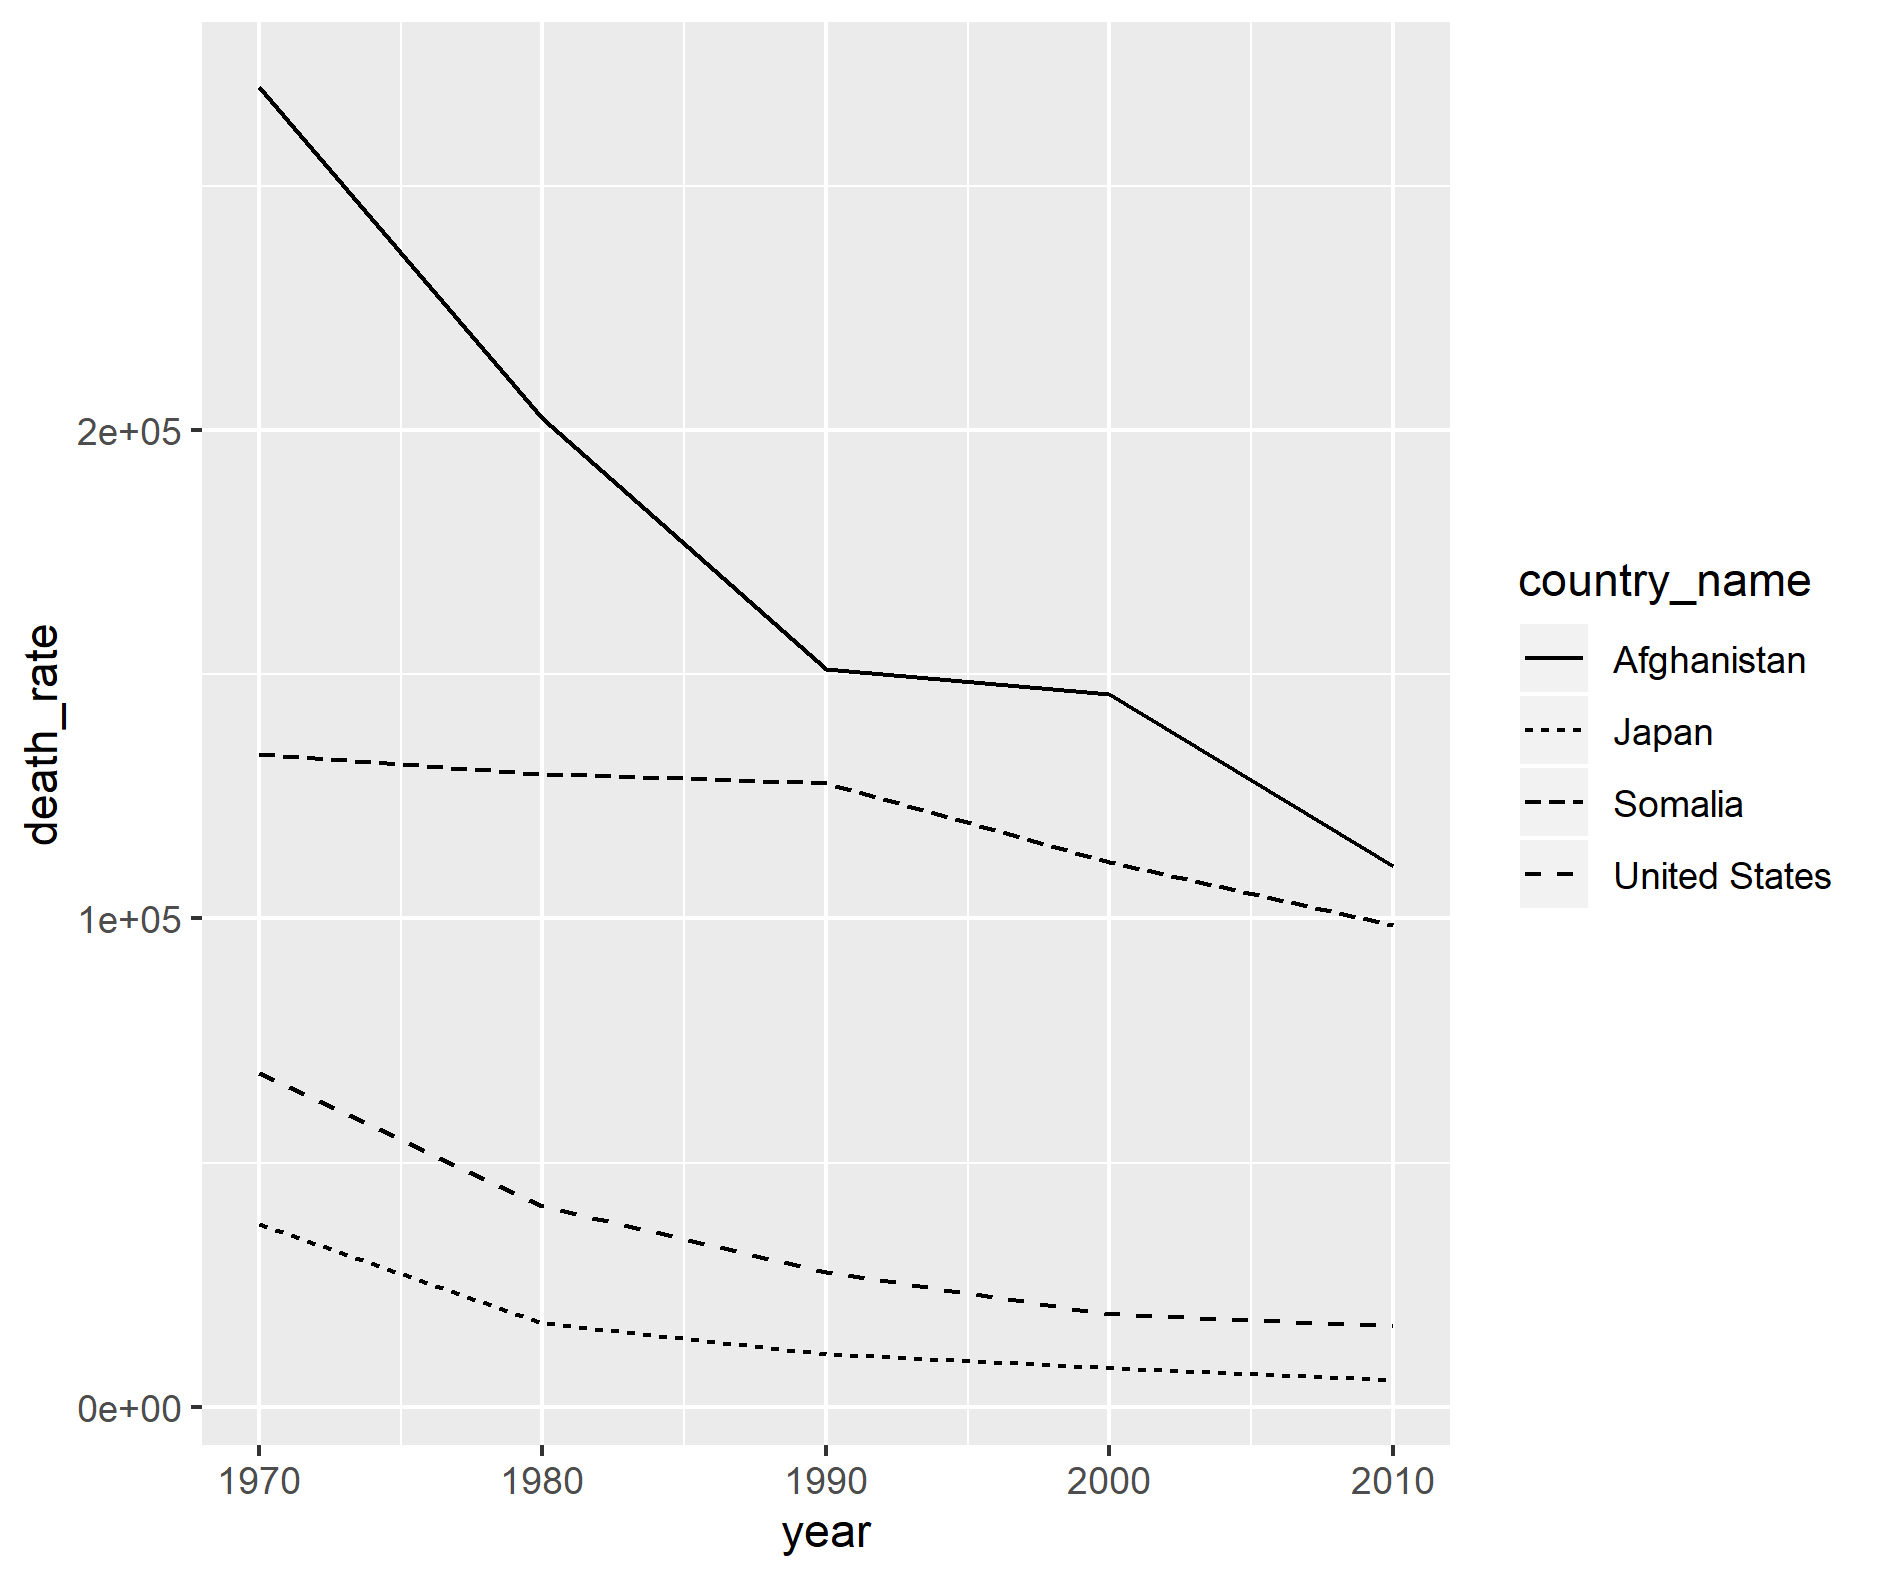 death_rate
2e+05
1e+05
0e+00
1970 1980 1990 2000 2010
year
country_name
Afghanistan
Japan
Somalia
United States